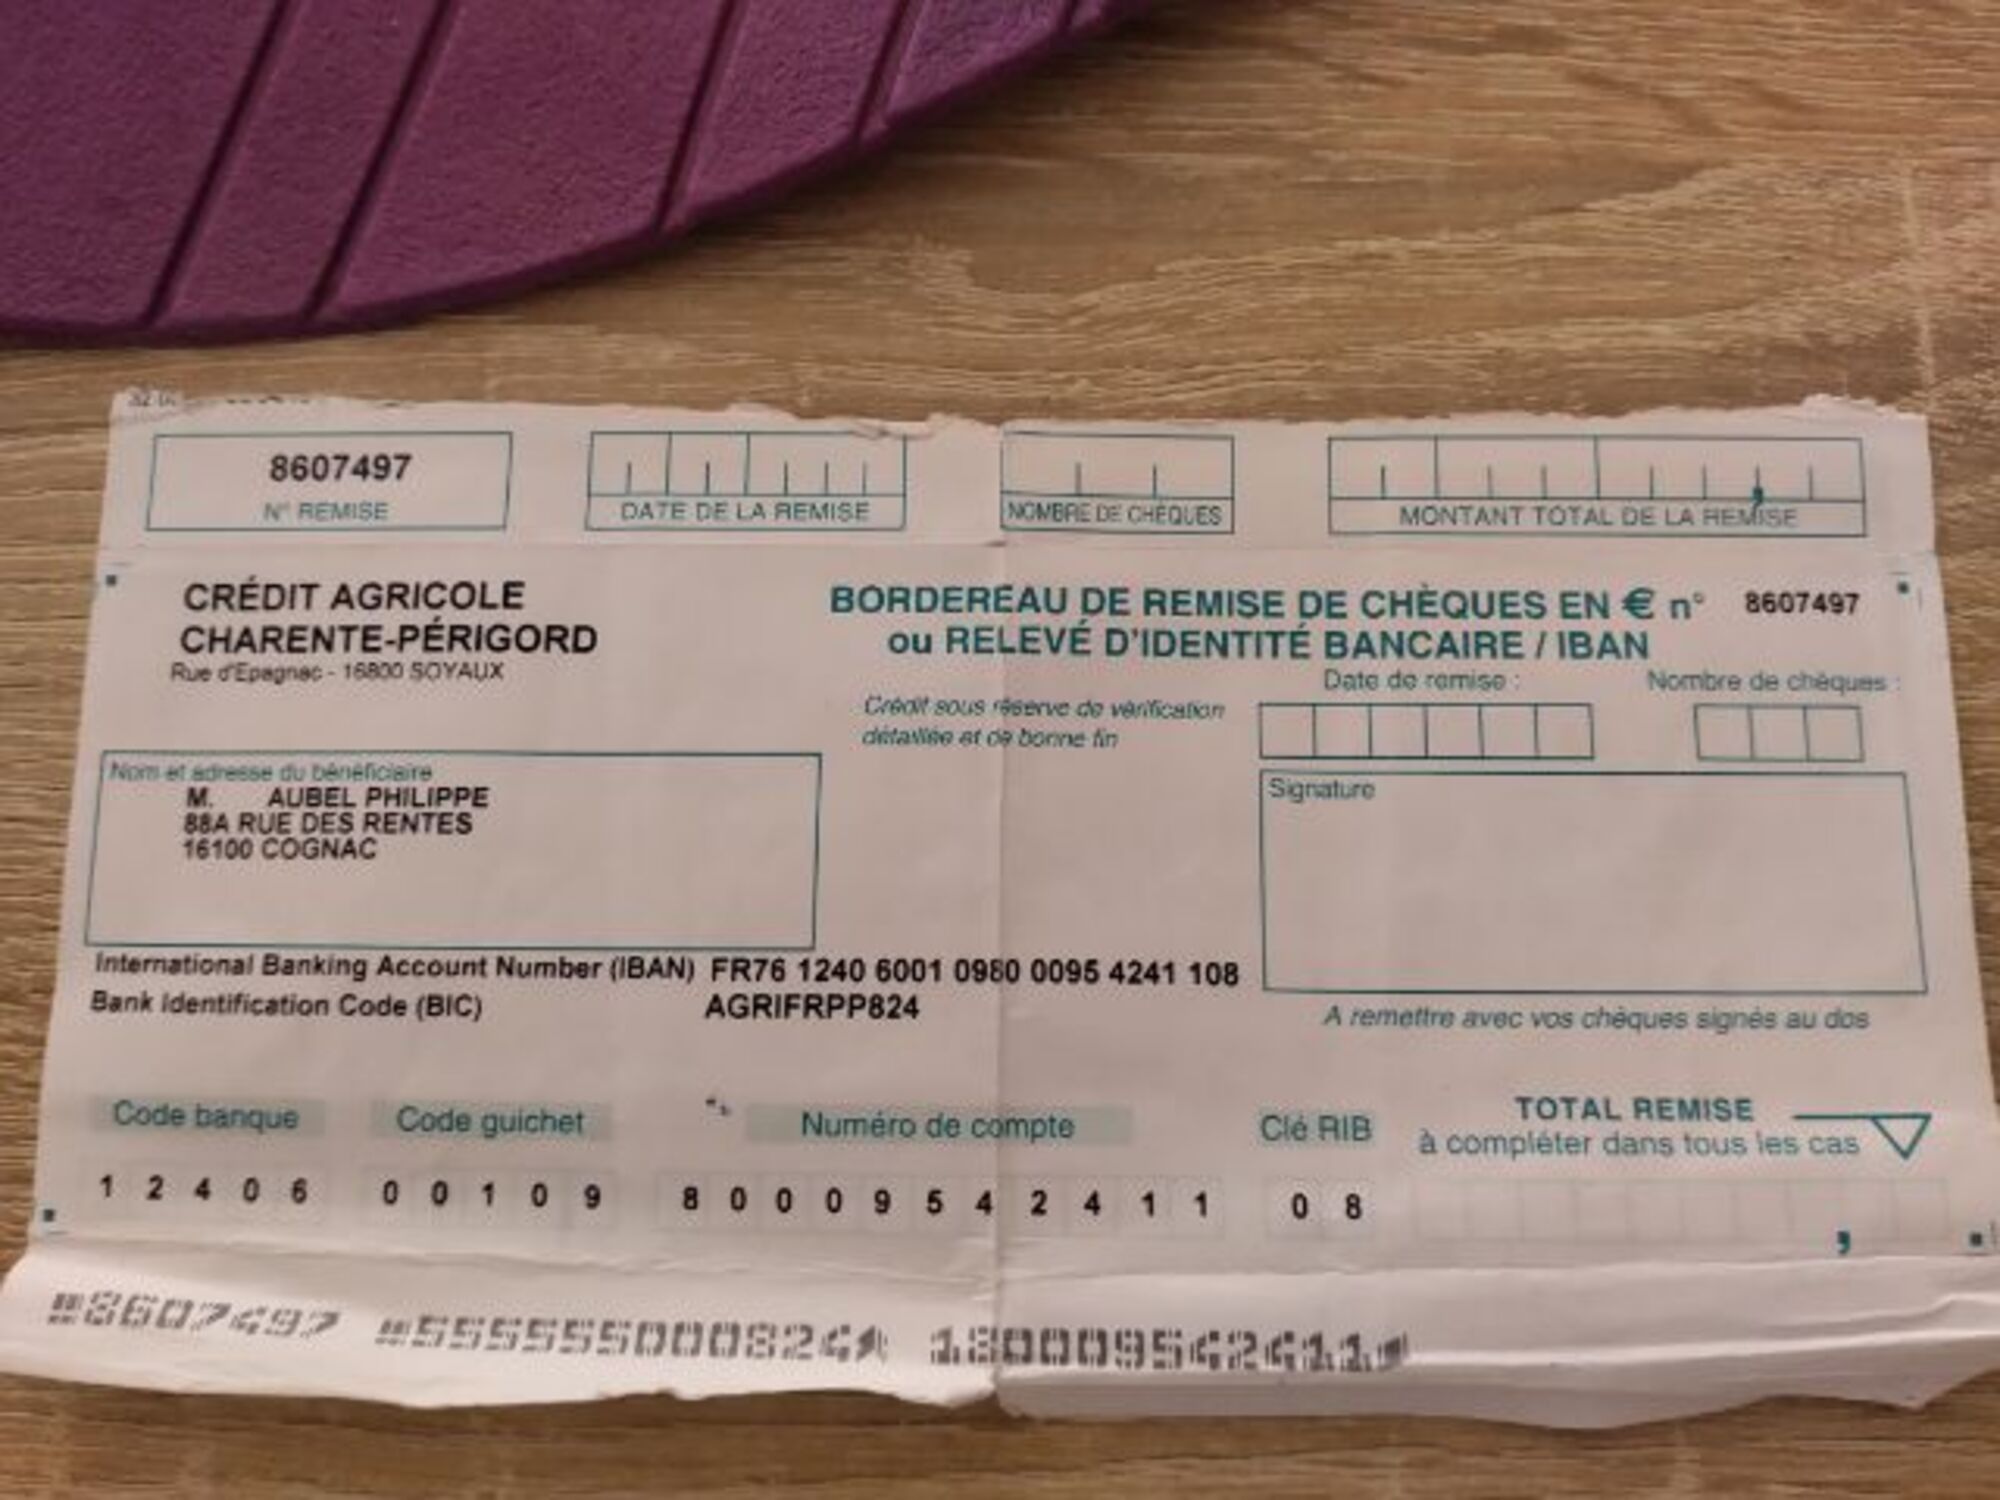 8607497
N° REMISE
DATE DE LA REMISE
NOMBRE DE CHÈQUES
MONTANT TOTAL DE LA REMISE
CRÉDIT AGRICOLE
CHARENTE-PÉRIGORD
Rue d'Epagnac - 16800 SOYAUX
BORDEREAU DE REMISE DE CHÈQUES EN € n° 8607497
ou RELEVÉ D'IDENTITÉ BANCAIRE / IBAN
Date de remise :
Nombre de chèques :
Crédit sous réserve de vérification
détaillée et de bonne fin
Nom et adresse du bénéficiaire
M. AUBEL PHILIPPE
88A RUE DES RENTES
16100 COGNAC
Signature
International Banking Account Number (IBAN) FR76 1240 6001 0980 0095 4241 108
Bank Identification Code (BIC) AGRIFRPP824
A remettre avec vos chèques signés au dos
Code banque
Code guichet
Numéro de compte
Clé RIB
TOTAL REMISE
à compléter dans tous les cas
1 2 4 0 6 0 0 1 0 9 8 0 0 0 9 5 4 2 4 1 1 0 8
8607497 555555000824 180009542411